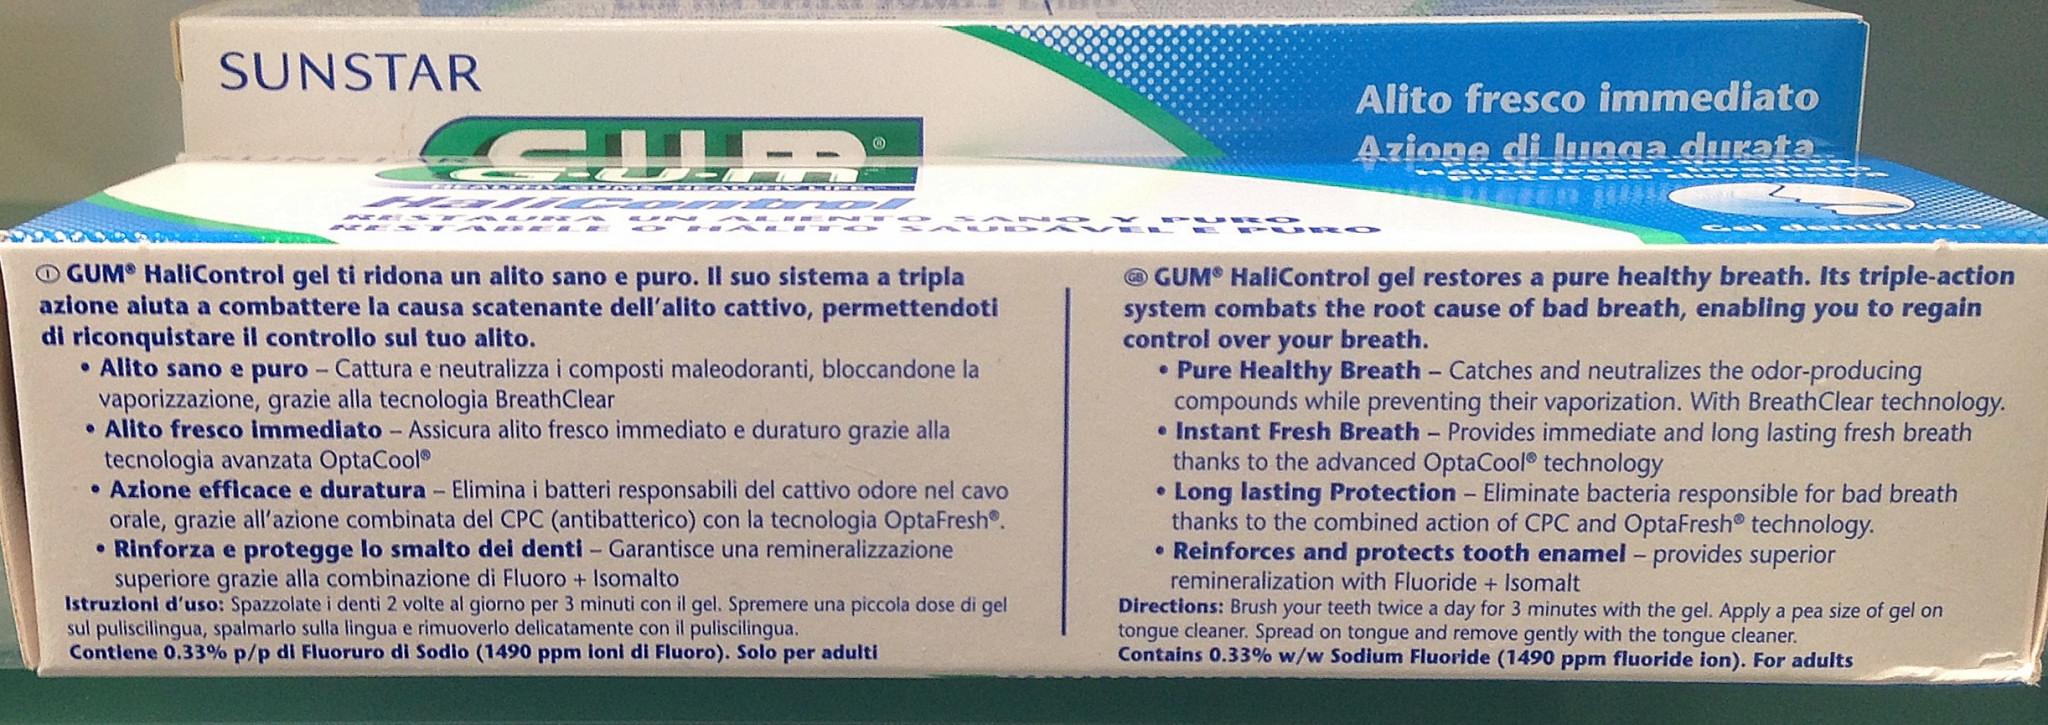 SUNSTAR
Alito fresco immediato
G·U·M®
Azione di lunga durata
HEALTHY GUMS. HEALTHY LIFE.
HaliControl
RESTAURA UN ALIENTO SANO Y PURO
RESTABELE O HÁLITO SAUDÁVEL E PURO
Gel dentífrico
I GUM® HaliControl gel ti ridona un alito sano e puro. Il suo sistema a tripla
azione aiuta a combattere la causa scatenante dell'alito cattivo, permettendoti
di riconquistare il controllo sul tuo alito.
• Alito sano e puro – Cattura e neutralizza i composti maleodoranti, bloccandone la
vaporizzazione, grazie alla tecnologia BreathClear
• Alito fresco immediato – Assicura alito fresco immediato e duraturo grazie alla
tecnologia avanzata OptaCool®
• Azione efficace e duratura – Elimina i batteri responsabili del cattivo odore nel cavo
orale, grazie all'azione combinata del CPC (antibatterico) con la tecnologia OptaFresh®.
• Rinforza e protegge lo smalto dei denti – Garantisce una remineralizzazione
superiore grazie alla combinazione di Fluoro + Isomalto
Istruzioni d'uso: Spazzolate i denti 2 volte al giorno per 3 minuti con il gel. Spremere una piccola dose di gel
sul puliscilingua, spalmarlo sulla lingua e rimuoverlo delicatamente con il puliscilingua.
Contiene 0.33% p/p di Fluoruro di Sodio (1490 ppm ioni di Fluoro). Solo per adulti
GB GUM® HaliControl gel restores a pure healthy breath. Its triple-action
system combats the root cause of bad breath, enabling you to regain
control over your breath.
• Pure Healthy Breath – Catches and neutralizes the odor-producing
compounds while preventing their vaporization. With BreathClear technology.
• Instant Fresh Breath – Provides immediate and long lasting fresh breath
thanks to the advanced OptaCool® technology
• Long lasting Protection – Eliminate bacteria responsible for bad breath
thanks to the combined action of CPC and OptaFresh® technology.
• Reinforces and protects tooth enamel – provides superior
remineralization with Fluoride + Isomalt
Directions: Brush your teeth twice a day for 3 minutes with the gel. Apply a pea size of gel on
tongue cleaner. Spread on tongue and remove gently with the tongue cleaner.
Contains 0.33% w/w Sodium Fluoride (1490 ppm fluoride ion). For adults